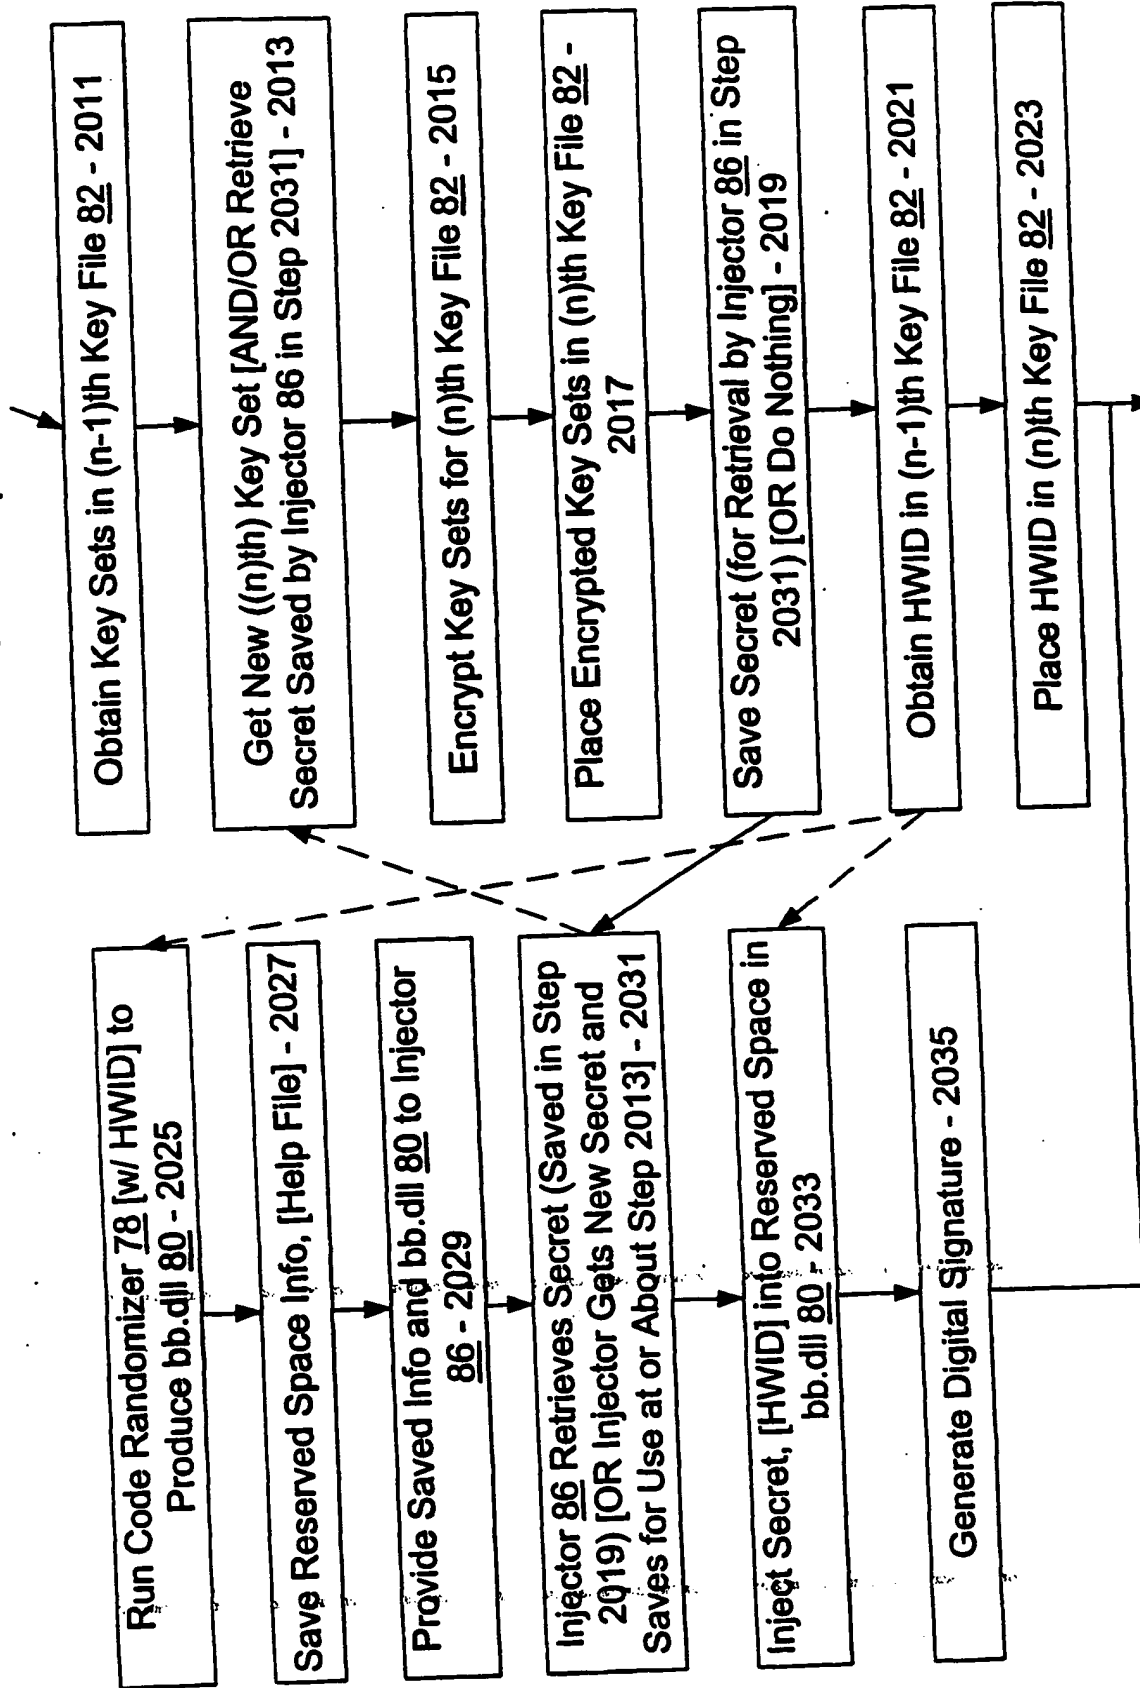 Obtain Key Sets in (n-1)th Key File 82 - 2011
Get New ((n)th) Key Set [AND/OR Retrieve
Secret Saved by Injector 86 in Step 2031] - 2013
Encrypt Key Sets for (n)th Key File 82 - 2015
Place Encrypted Key Sets in (n)th Key File 82 -
2017
Save Secret (for Retrieval by Injector 86 in Step
2031) [OR Do Nothing] - 2019
Obtain HWID in (n-1)th Key File 82 - 2021
Place HWID in (n)th Key File 82 - 2023
Run Code Randomizer 78 [w/ HWID] to
Produce bb.dll 80 - 2025
Save Reserved Space Info, [Help File] - 2027
Provide Saved Info and bb.dll 80 to Injector
86 - 2029
Injector 86 Retrieves Secret (Saved in Step
2019) [OR Injector Gets New Secret and
Saves for Use at or About Step 2013] - 2031
Inject Secret, [HWID] into Reserved Space in
bb.dll 80 - 2033
Generate Digital Signature - 2035